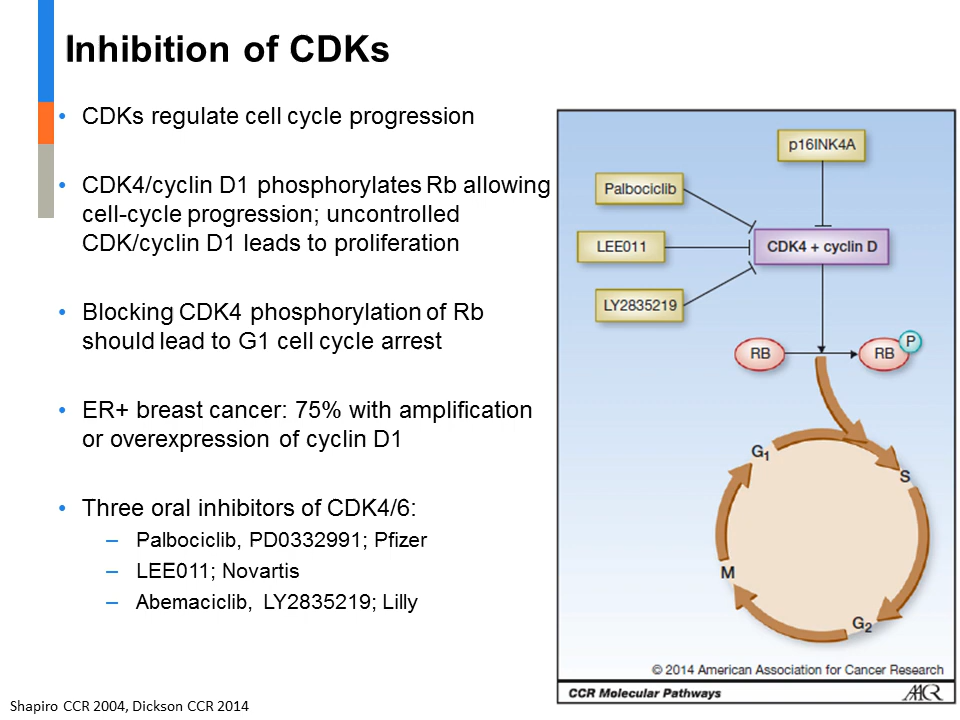 Inhibition of CDKs
• CDKs regulate cell cycle progression
• CDK4/cyclin D1 phosphorylates Rb allowing
cell-cycle progression; uncontrolled
CDK/cyclin D1 leads to proliferation
• Blocking CDK4 phosphorylation of Rb
should lead to G1 cell cycle arrest
• ER+ breast cancer: 75% with amplification
or overexpression of cyclin D1
• Three oral inhibitors of CDK4/6:
– Palbociclib, PD0332991; Pfizer
– LEE011; Novartis
– Abemaciclib, LY2835219; Lilly
p16INK4A
Palbociclib
LEE011
CDK4 + cyclin D
LY2835219
RB
RB
P
G1
S
M
G2
© 2014 American Association for Cancer Research
CCR Molecular Pathways
AACR
Shapiro CCR 2004, Dickson CCR 2014